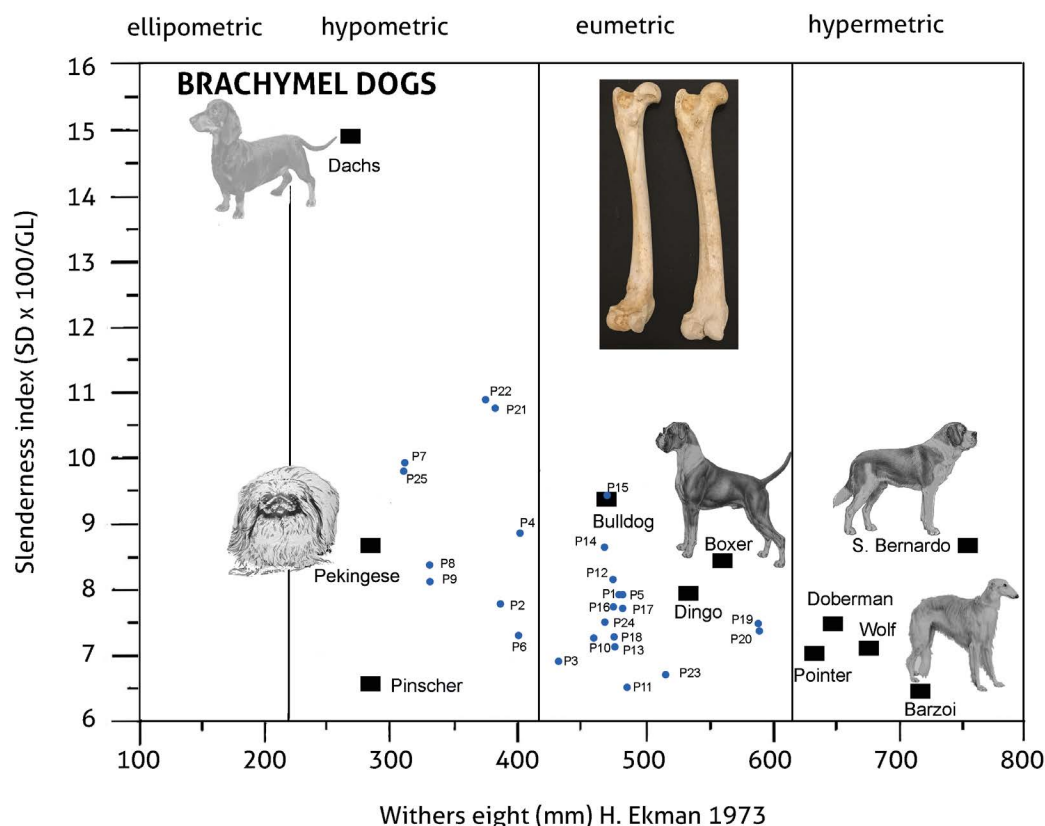 ellipometric hypometric eumetric hypermetric
BRACHYMEL DOGS
Slenderness index (SD x 100/GL)
16
15
14
13
12
11
10
9
8
7
6
Dachs
P22
P21
P7
P25
P15
Bulldog
P4
P14
Boxer
S. Bernardo
Pekingese
P8
P9
P12
P1 P5
Dingo
P2
P16 P17
Doberman
P24
P19
P20
Wolf
P6
P18
P10
P13
Pointer
P3
P23
P11
Pinscher
Barzoi
100 200 300 400 500 600 700 800
Withers eight (mm) H. Ekman 1973